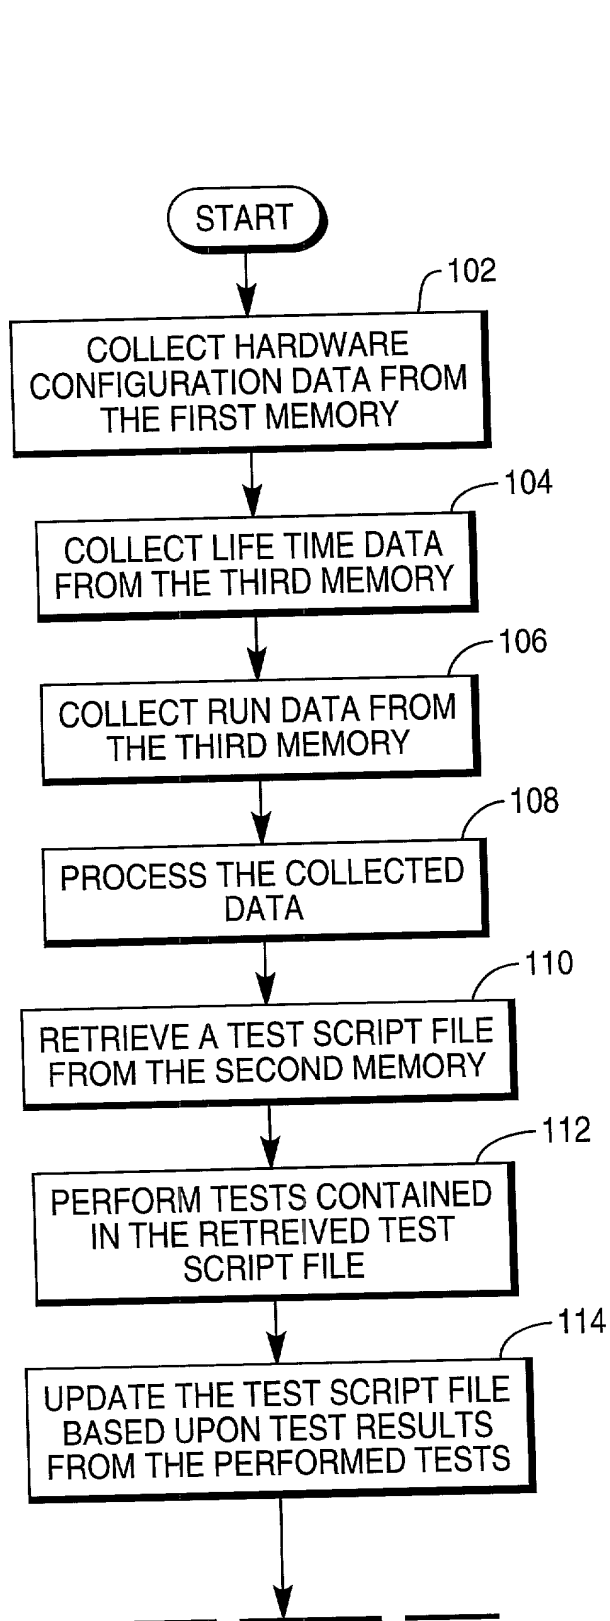 START
102
COLLECT HARDWARE
CONFIGURATION DATA FROM
THE FIRST MEMORY
104
COLLECT LIFE TIME DATA
FROM THE THIRD MEMORY
106
COLLECT RUN DATA FROM
THE THIRD MEMORY
108
PROCESS THE COLLECTED
DATA
110
RETRIEVE A TEST SCRIPT FILE
FROM THE SECOND MEMORY
112
PERFORM TESTS CONTAINED
IN THE RETREIVED TEST
SCRIPT FILE
114
UPDATE THE TEST SCRIPT FILE
BASED UPON TEST RESULTS
FROM THE PERFORMED TESTS